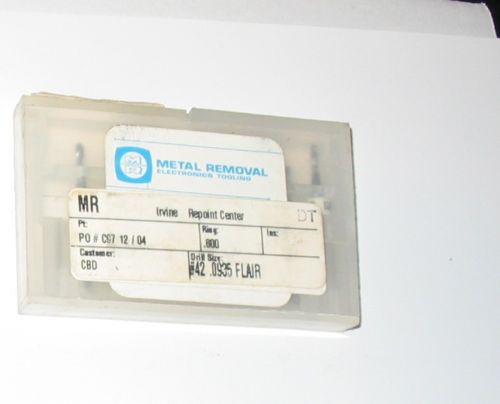 METAL REMOVAL
ELECTRONICS TOOLING
MR Irvine Repoint Center DT
Pt: Ring: Ins:
PO # C97 12 / 04 .800
Customer: Drill Size:
CBD #42 .0935 FLAIR